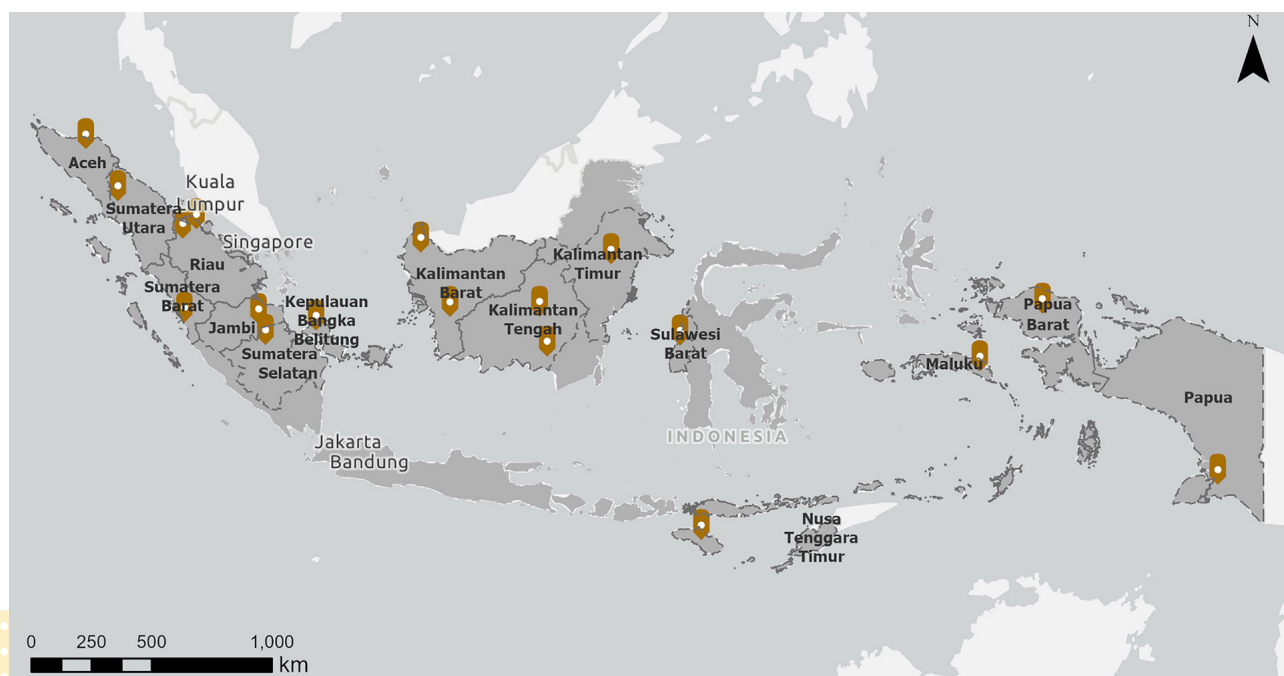 N
Aceh
Kuala
Lumpur
Sumatera
Utara
Singapore
Riau
Sumatera
Barat
Kepulauan
Bangka
Belitung
Jambi
Sumatera
Selatan
Kalimantan
Barat
Kalimantan
Timur
Kalimantan
Tengah
Sulawesi
Barat
Papua
Barat
Maluku
Papua
INDONESIA
Jakarta
Bandung
Nusa
Tenggara
Timur
0 250 500 1,000
km